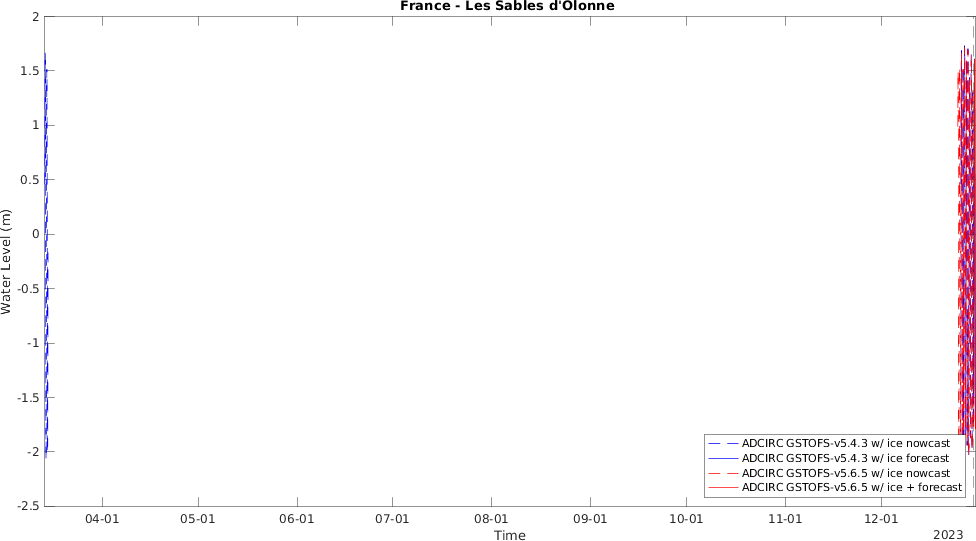 France - Les Sables d'Olonne
2
1.5
1
0.5
0
-0.5
-1
-1.5
-2
-2.5
Water Level (m)
ADCIRC GSTOFS-v5.4.3 w/ ice nowcast
ADCIRC GSTOFS-v5.4.3 w/ ice forecast
ADCIRC GSTOFS-v5.6.5 w/ ice nowcast
ADCIRC GSTOFS-v5.6.5 w/ ice + forecast
04-01 05-01 06-01 07-01 08-01 09-01 10-01 11-01 12-01
Time
2023